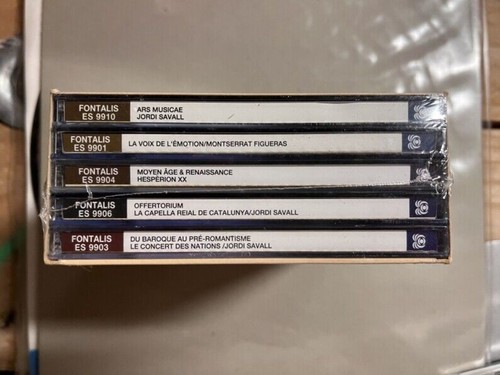 FONTALIS
ES 9910
ARS MUSICAE
JORDI SAVALL
FONTALIS
ES 9901
LA VOIX DE L'ÉMOTION/MONTSERRAT FIGUERAS
FONTALIS
ES 9904
MOYEN ÂGE & RENAISSANCE
HESPÈRION XX
FONTALIS
ES 9906
OFFERTORIUM
LA CAPELLA REIAL DE CATALUNYA/JORDI SAVALL
FONTALIS
ES 9903
DU BAROQUE AU PRÉ-ROMANTISME
LE CONCERT DES NATIONS /JORDI SAVALL